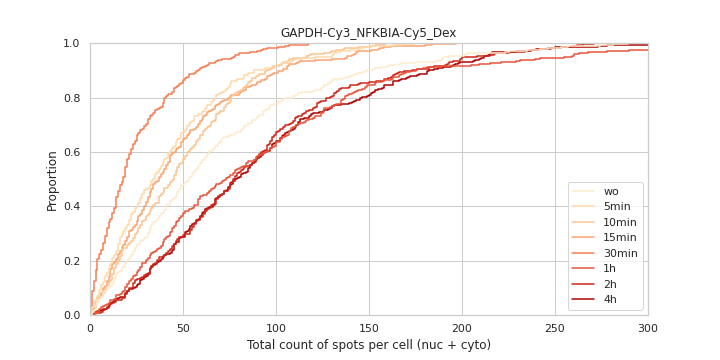 GAPDH-Cy3_NFKBIA-Cy5_Dex
1.0
0.8
0.6
0.4
0.2
0.0
Proportion
0
50
100
150
200
250
300
Total count of spots per cell (nuc + cyto)
wo
5min
10min
15min
30min
1h
2h
4h